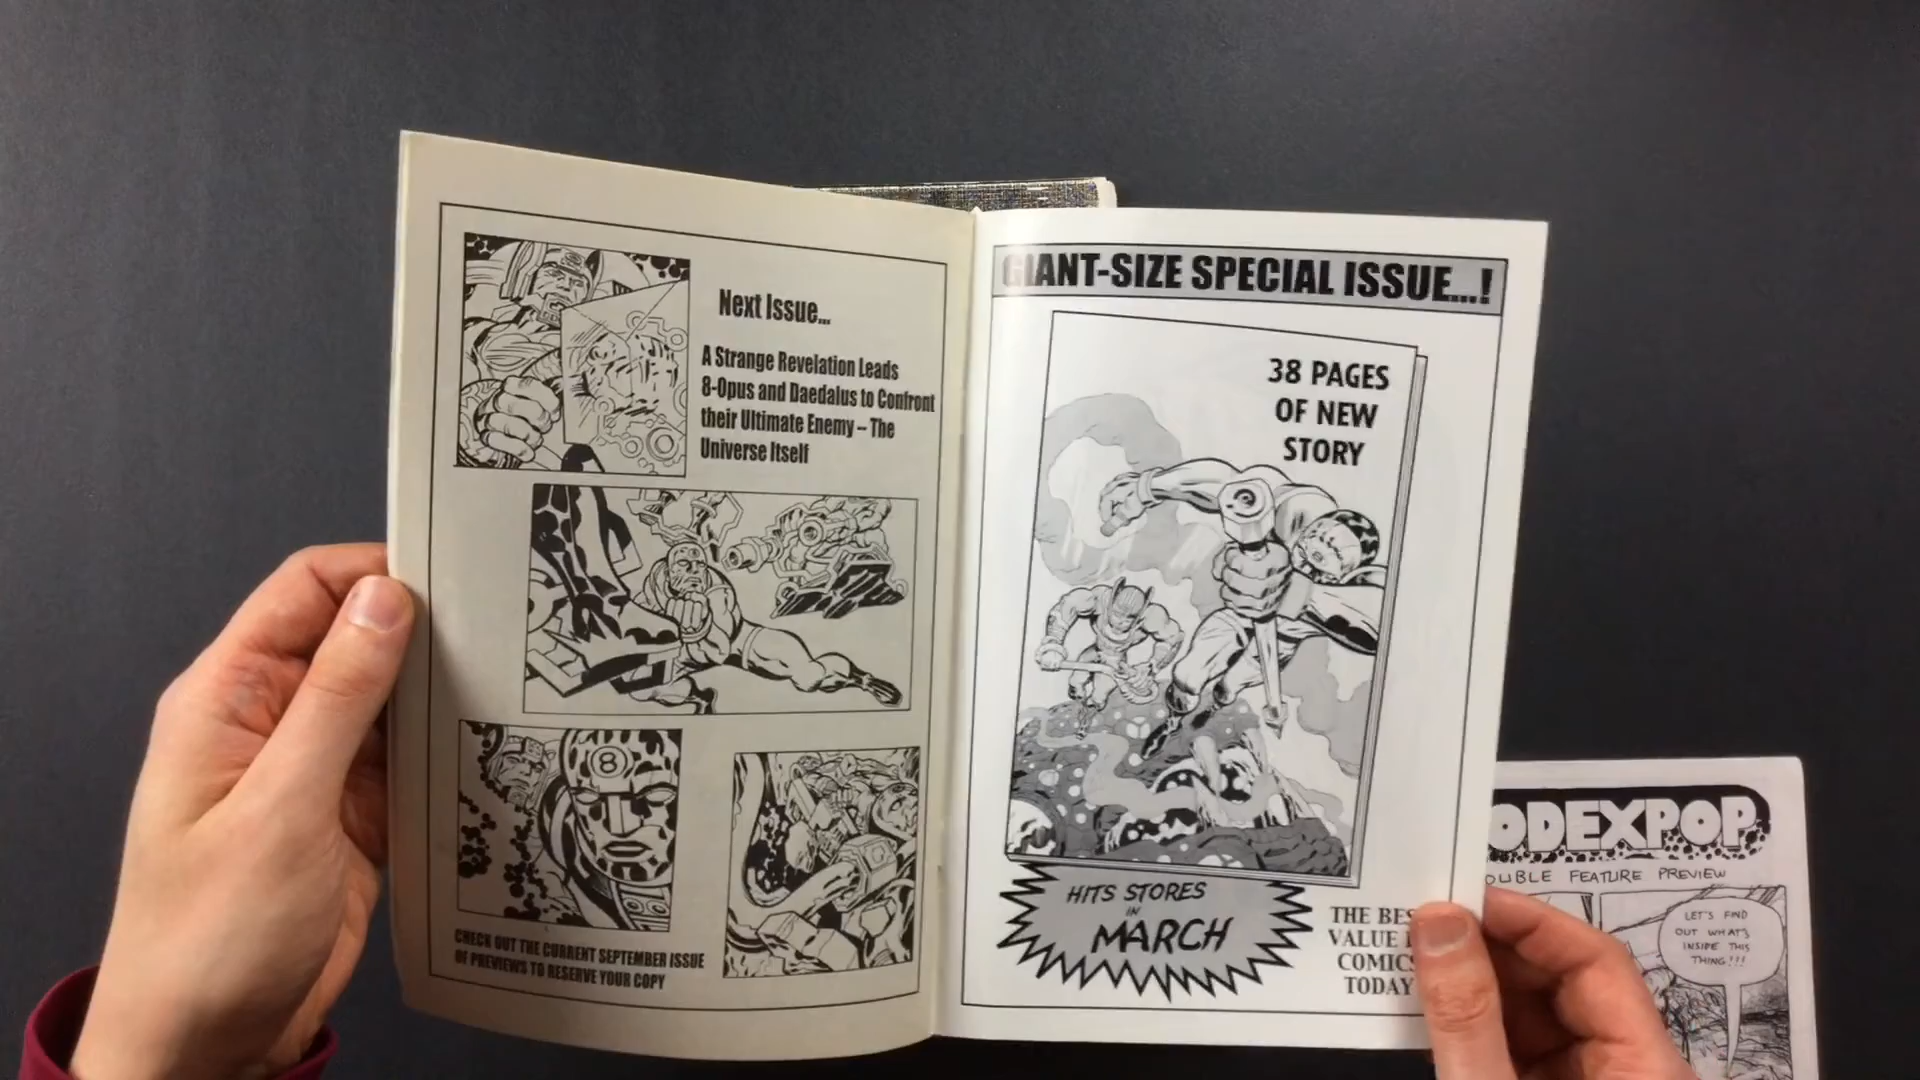 Next Issue...
A Strange Revelation Leads
8-Opus and Daedalus to Confront
their Ultimate Enemy – The
Universe Itself
8
CHECK OUT THE CURRENT SEPTEMBER ISSUE
OF PREVIEWS TO RESERVE YOUR COPY
GIANT-SIZE SPECIAL ISSUE...!
38 PAGES
OF NEW
STORY
HITS STORES
IN
MARCH
THE BES
VALUE I
COMICS
TODAY
ODEXPOP
OUBLE FEATURE PREVIEW
LET'S FIND
OUT WHAT'S
INSIDE THIS
THING!!!